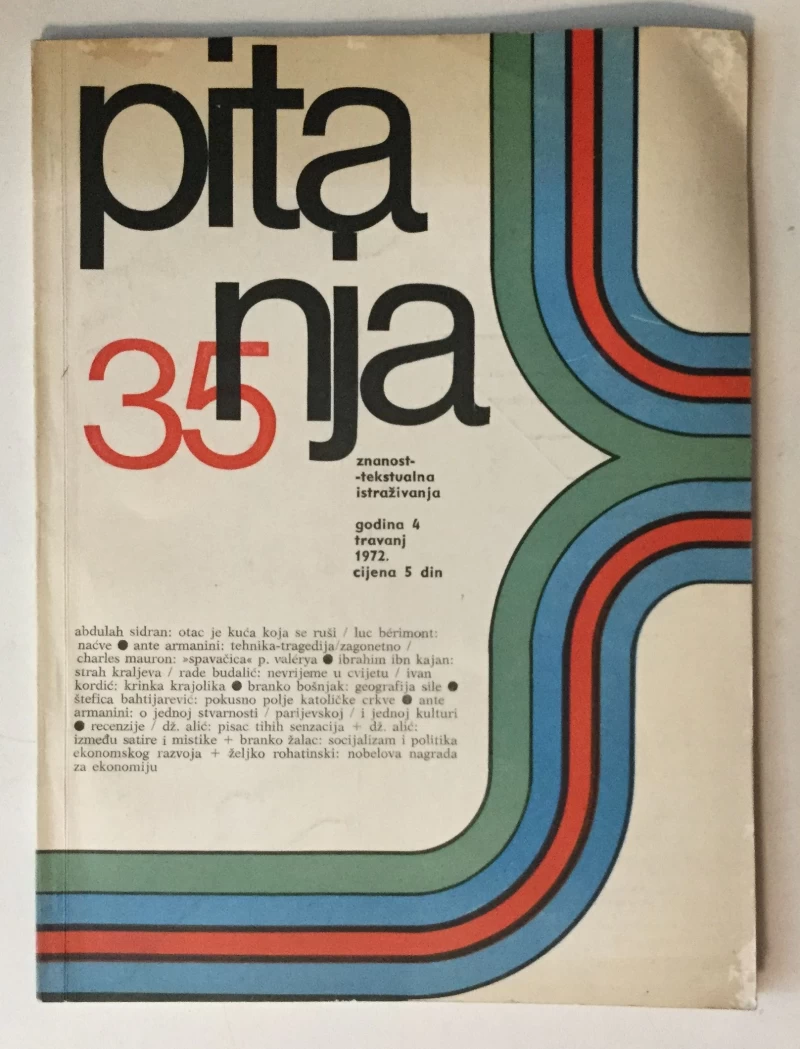 pita
nja
35
znanost-
-tekstualna
istraživanja
godina 4
travanj
1972.
cijena 5 din
abdulah sidran: otac je kuća koja se ruši / luc bérimont:
naćve ● ante armanini: tehnika-tragedija/zagonetno /
charles mauron: »spavačica« p. valérya ● ibrahim ibn kajan:
strah kraljeva / rade budalić: nevrijeme u cvijetu / ivan
kordić: krinka krajolika ● branko bošnjak: geografija sile ●
štefica bahtijarević: pokusno polje katoličke crkve ● ante
armanini: o jednoj stvarnosti / parijevskoj / i jednoj kulturi
● recenzije / dž. alić: pisac tihih senzacija + dž. alić:
između satire i mistike + branko žalac: socijalizam i politika
ekonomskog razvoja + željko rohatinski: nobelova nagrada
za ekonomiju